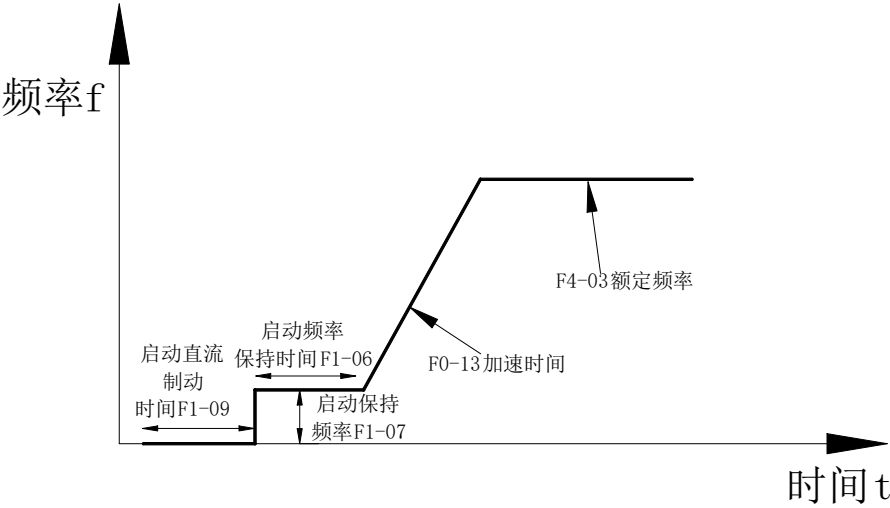 频率f
F4-03额定频率
启动频率
保持时间F1-06
F0-13加速时间
启动直流
制动
时间F1-09
启动保持
频率F1-07
时间t